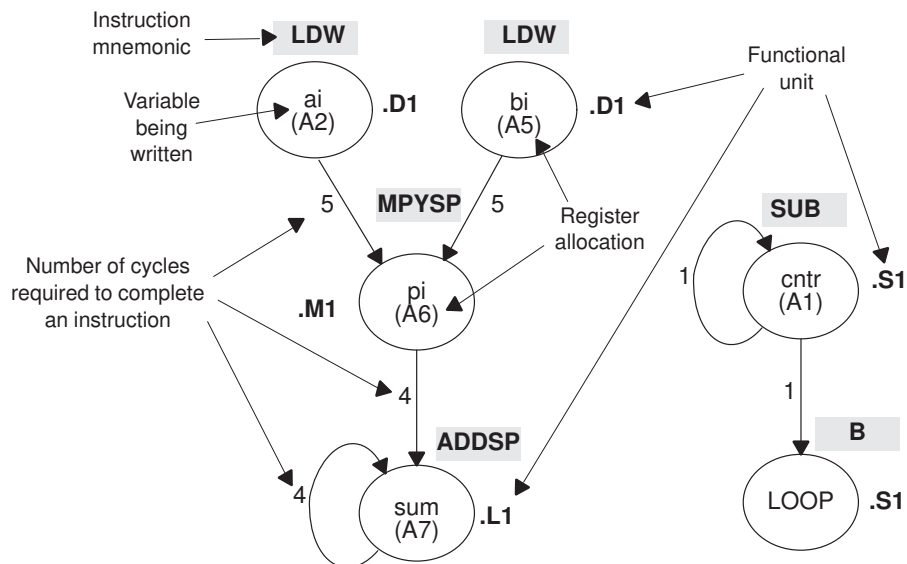 Instruction
mnemonic
LDW
LDW
Functional
unit
Variable
being
written
ai
(A2)
.D1
bi
(A5)
.D1
5
MPYSP
5
Register
allocation
SUB
Number of cycles
required to complete
an instruction
.M1
pi
(A6)
1
cntr
(A1)
.S1
4
1
ADDSP
B
4
sum
(A7)
.L1
LOOP
.S1